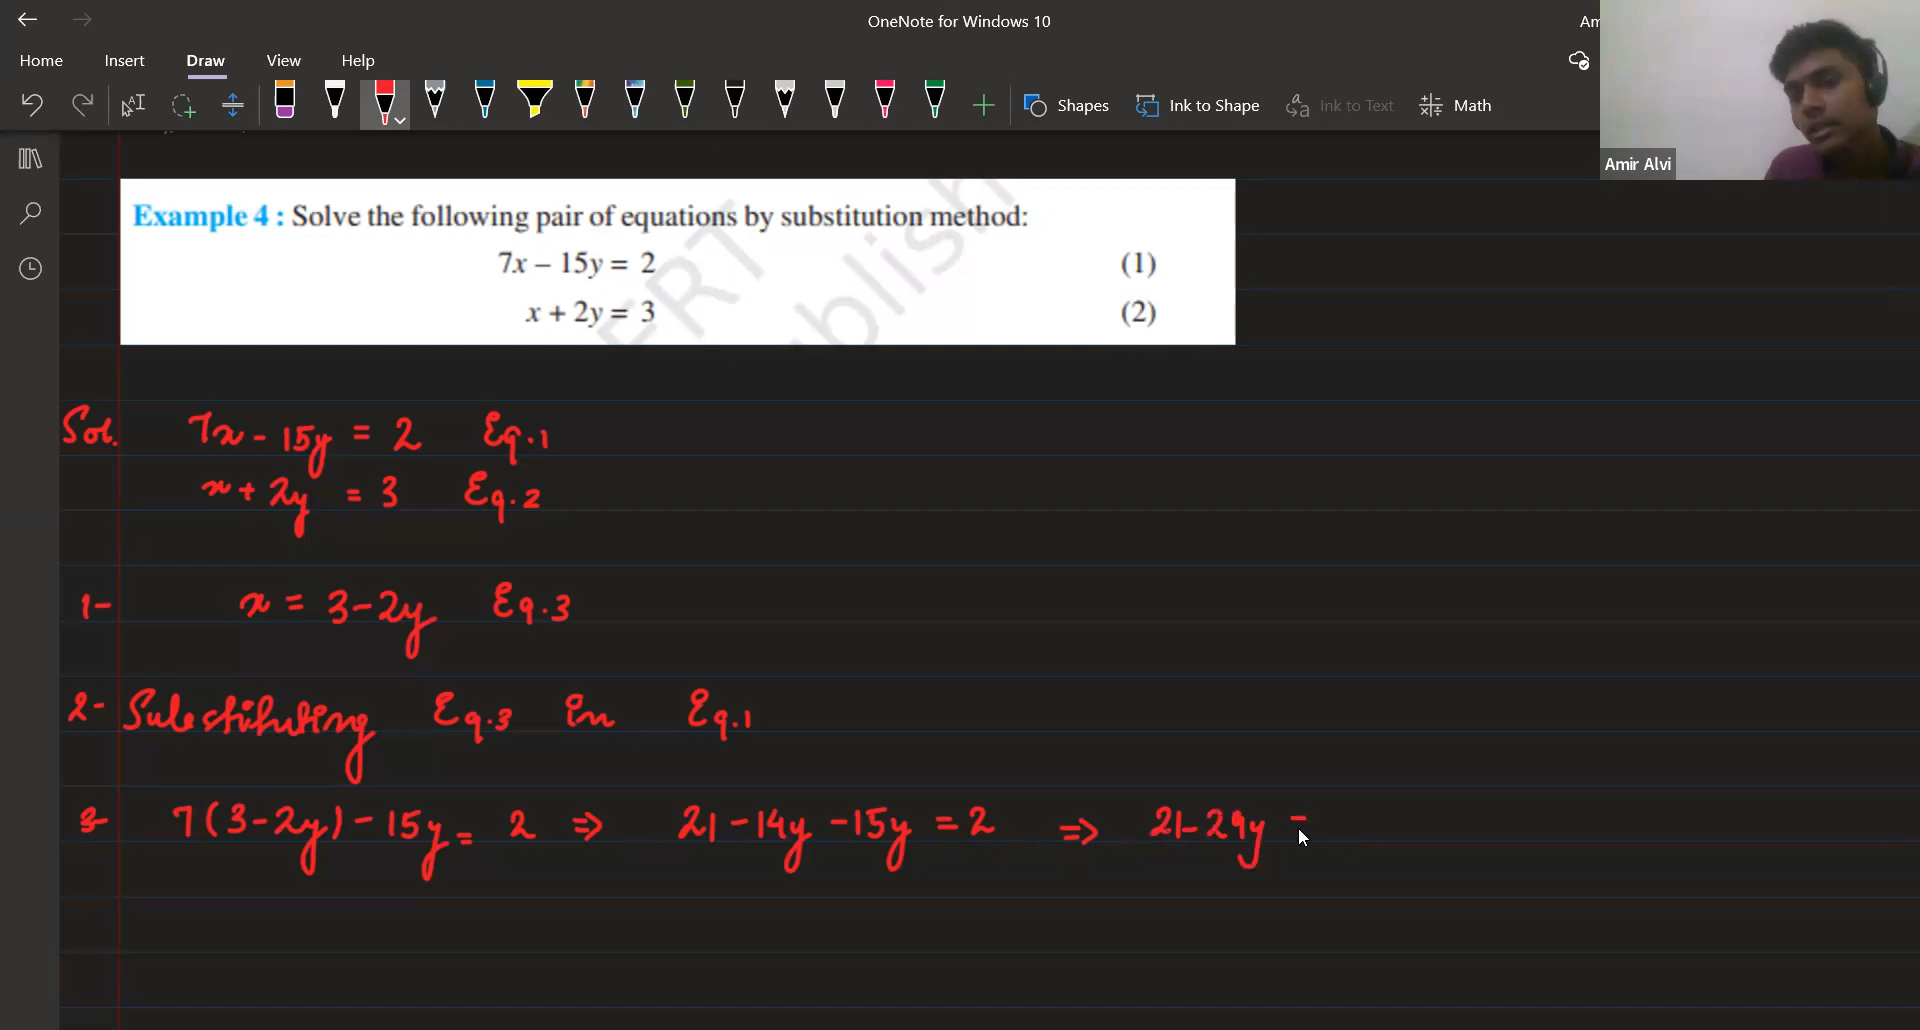 OneNote for Windows 10
Home Insert Draw View Help
Shapes Ink to Shape Ink to Text Math
Amir Alvi
Example 4 : Solve the following pair of equations by substitution method:
7x – 15y = 2 (1)
x + 2y = 3 (2)
Sol. 7x - 15y = 2 Eq.1
x + 2y = 3 Eq.2
1- x = 3-2y Eq.3
2- Substituting Eq.3 in Eq.1
3- 7(3-2y) - 15y = 2 ⇒ 21 - 14y - 15y = 2 ⇒ 21-29y =